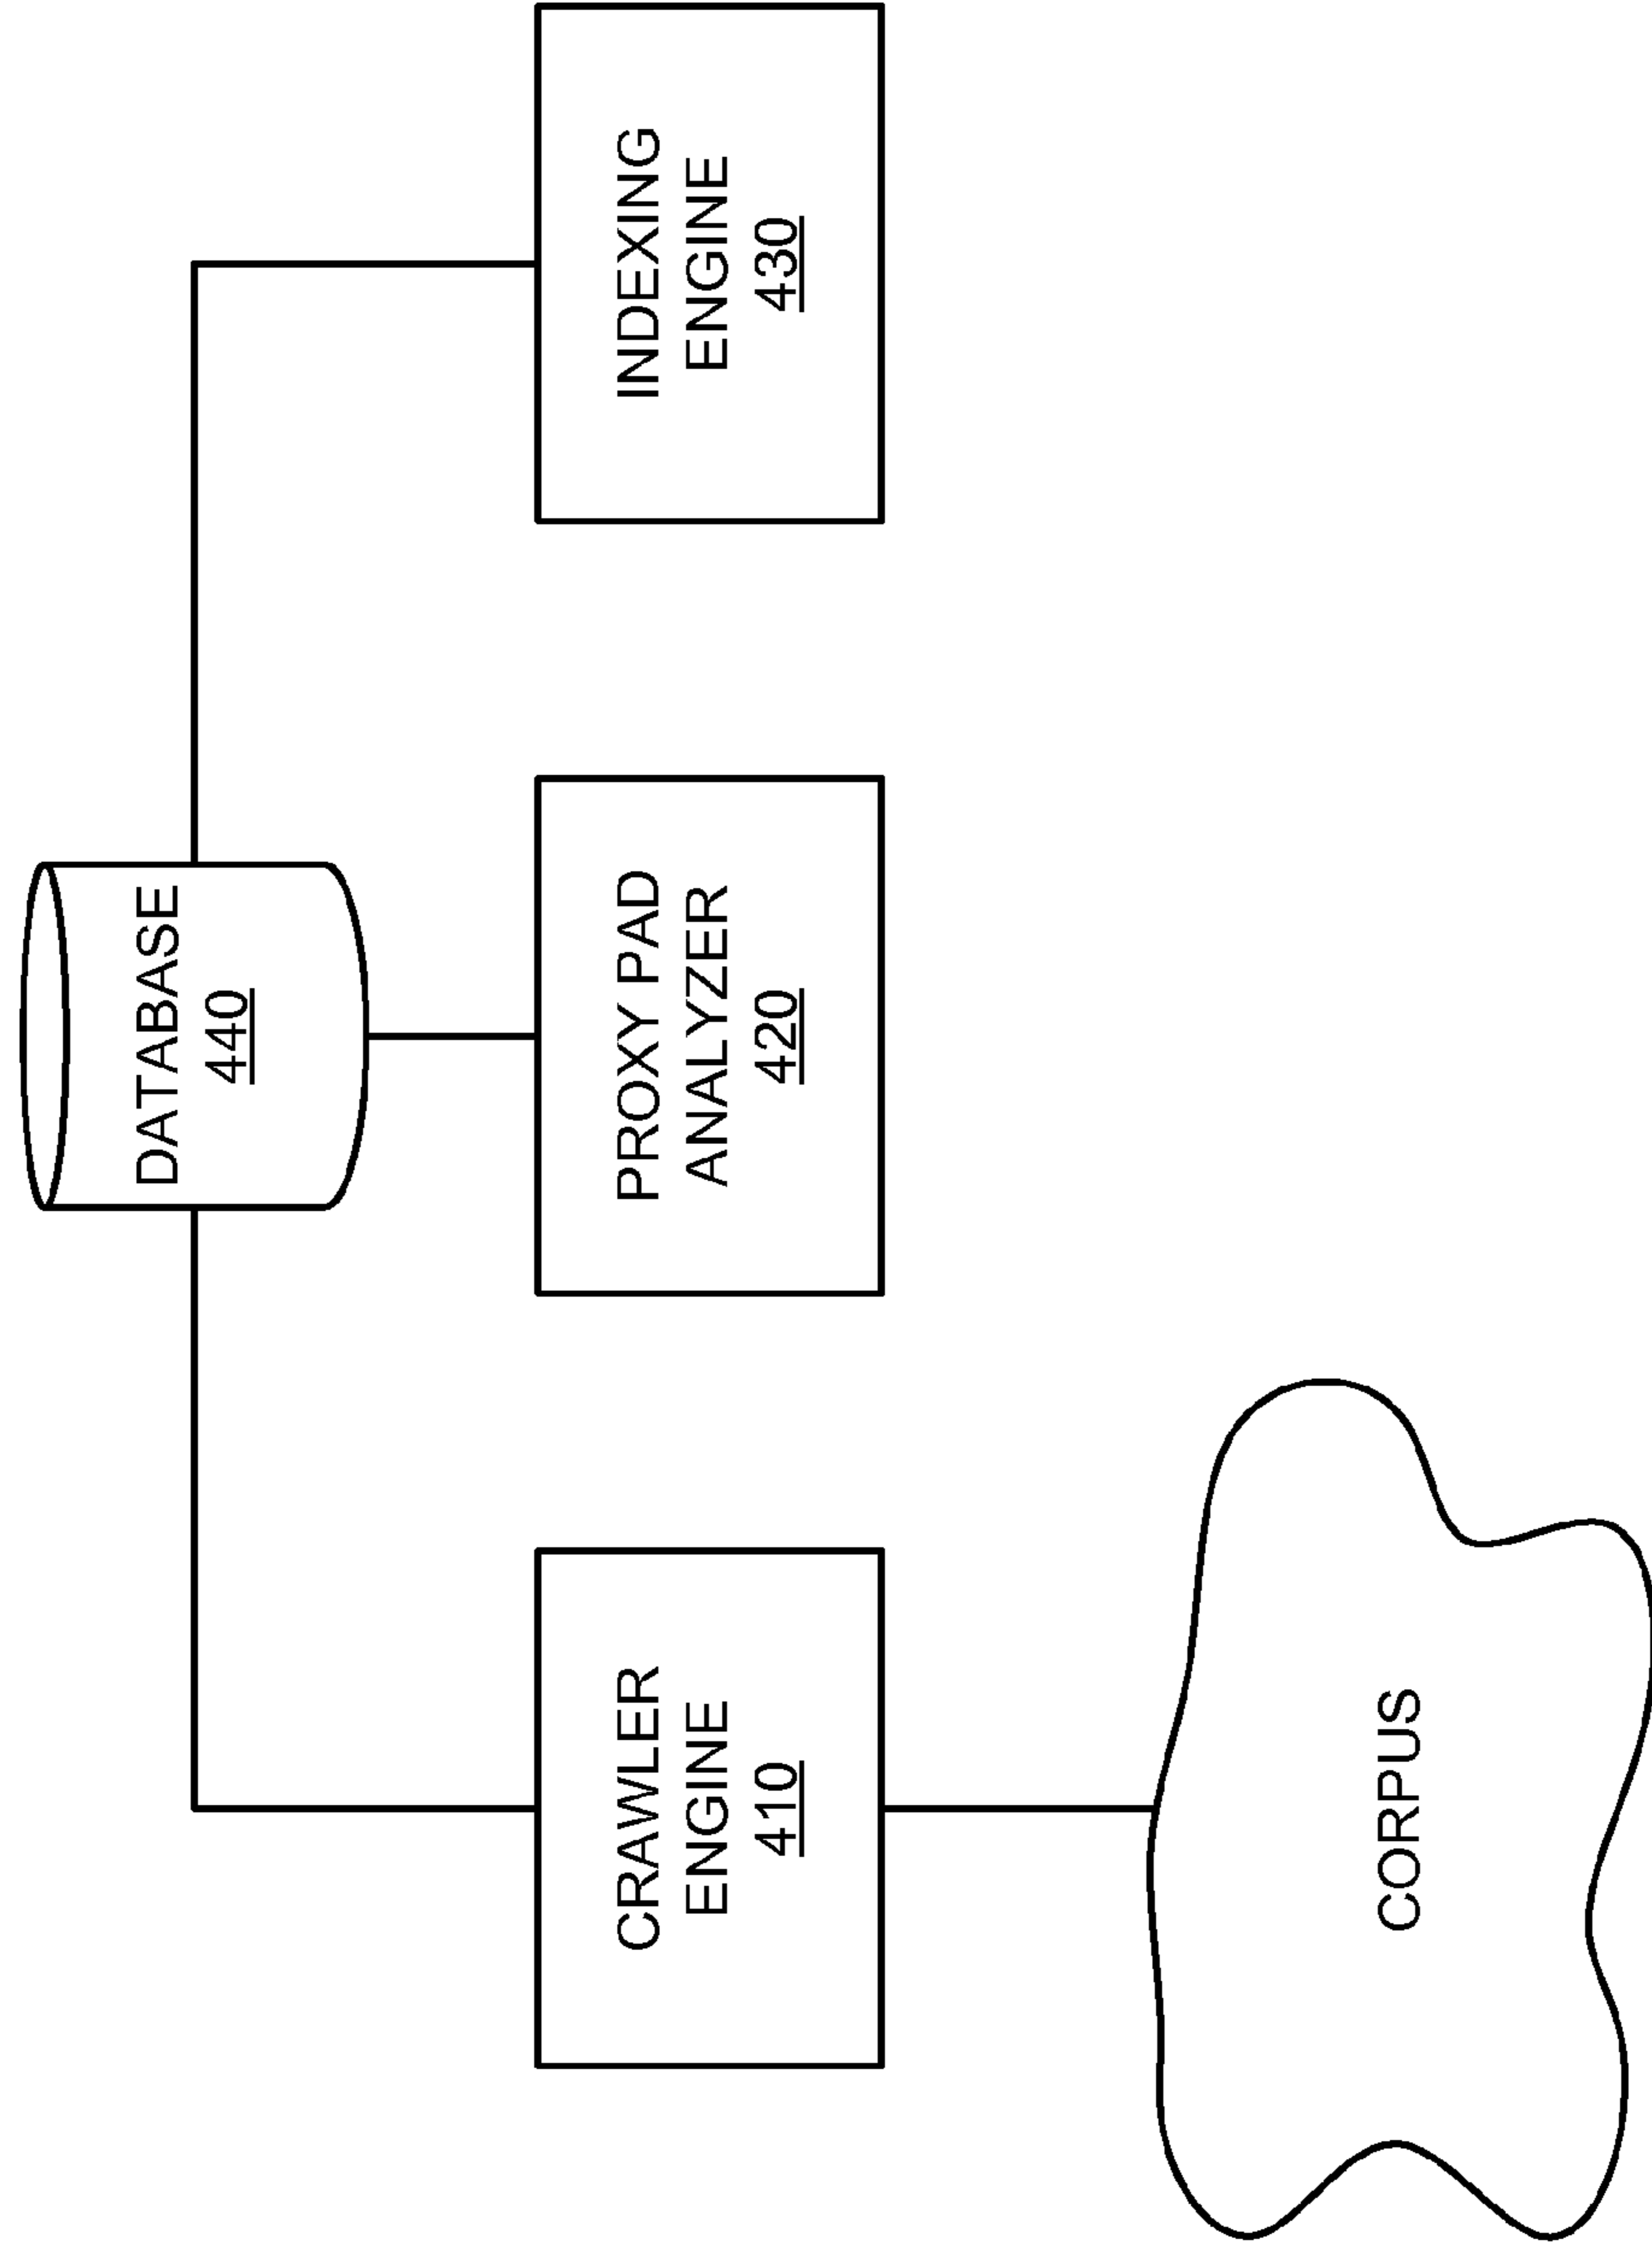 DATABASE
440
CRAWLER
ENGINE
410
PROXY PAD
ANALYZER
420
INDEXING
ENGINE
430
CORPUS